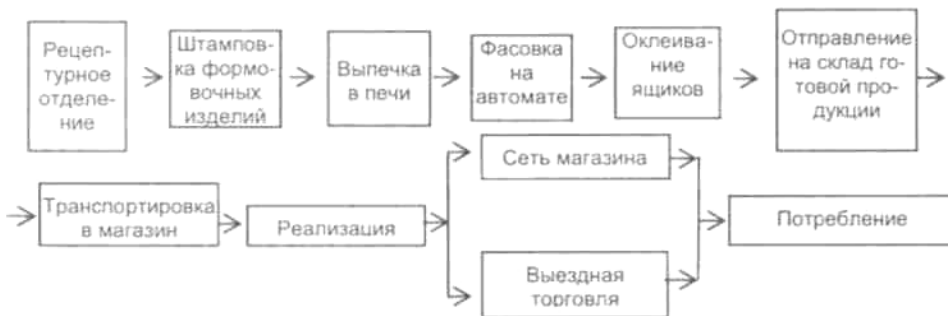 Рецеп-
турное
отделе-
ние
Штампов-
ка формо-
вочных
изделий
Выпечка
в печи
Фасовка
на
автомате
Оклеива-
ние
ящиков
Отправление
на склад го-
товой про-
дукции
Транспортировка
в магазин
Реализация
Сеть магазина
Выездная
торговля
Потребление